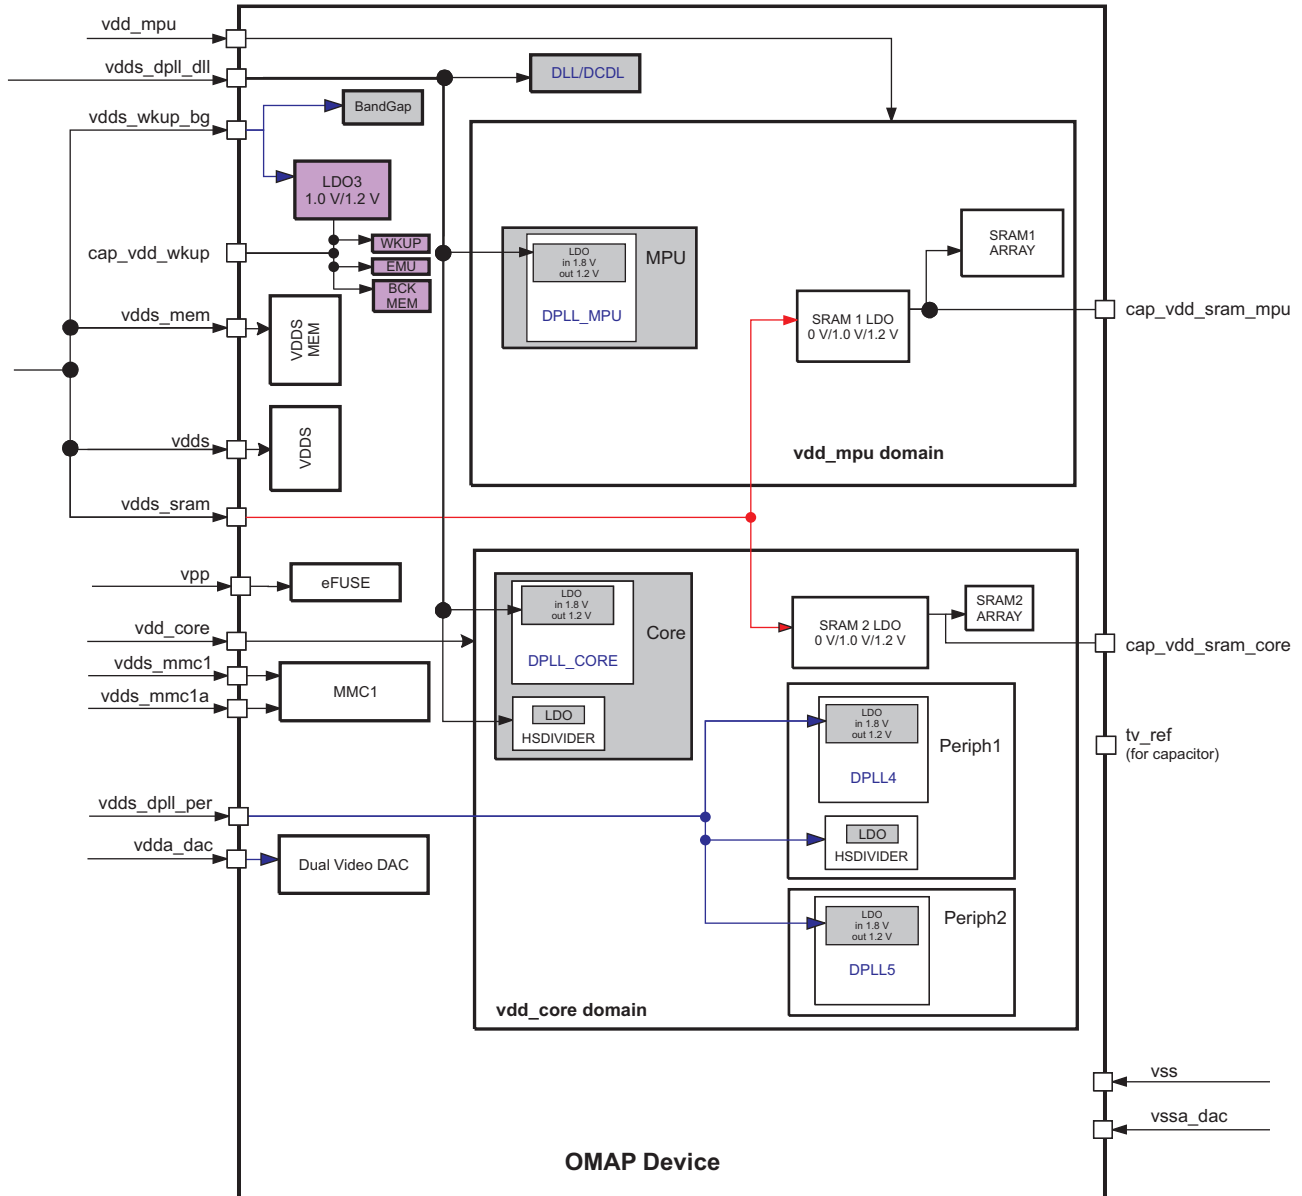 vdd_mpu
vdds_dpll_dll
DLL/DCDL
BandGap
vdds_wkup_bg
LDO3
1.0 V/1.2 V
cap_vdd_wkup
WKUP
EMU
BCK
MEM
MPU
LDO
in 1.8 V
out 1.2 V
DPLL_MPU
SRAM1
ARRAY
SRAM 1 LDO
0 V/1.0 V/1.2 V
cap_vdd_sram_mpu
vdds_mem
VDDS
MEM
vdds
VDDS
vdd_mpu domain
vdds_sram
vpp
eFUSE
LDO
in 1.8 V
out 1.2 V
DPLL_CORE
Core
SRAM 2 LDO
0 V/1.0 V/1.2 V
SRAM2
ARRAY
cap_vdd_sram_core
vdd_core
vdds_mmc1
vdds_mmc1a
MMC1
LDO
HSDIVIDER
LDO
in 1.8 V
out 1.2 V
DPLL4
Periph1
tv_ref
(for capacitor)
vdds_dpll_per
LDO
HSDIVIDER
vdda_dac
Dual Video DAC
LDO
in 1.8 V
out 1.2 V
DPLL5
Periph2
vdd_core domain
vss
vssa_dac
OMAP Device